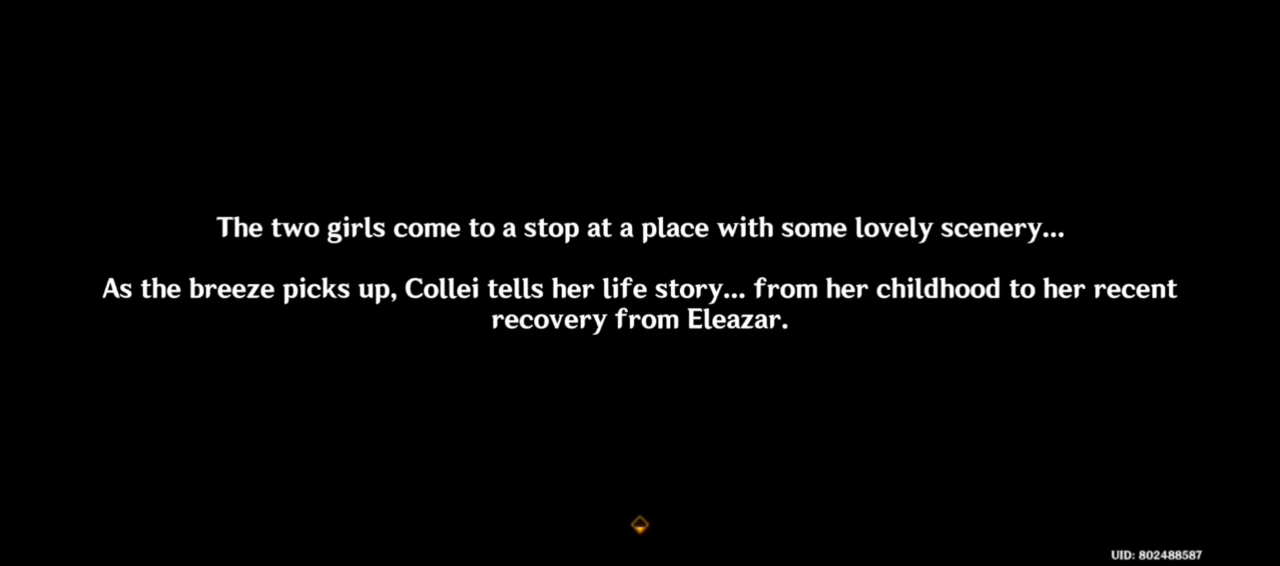 The two girls come to a stop at a place with some lovely scenery...
As the breeze picks up, Collei tells her life story... from her childhood to her recent
recovery from Eleazar.
UID: 802488587